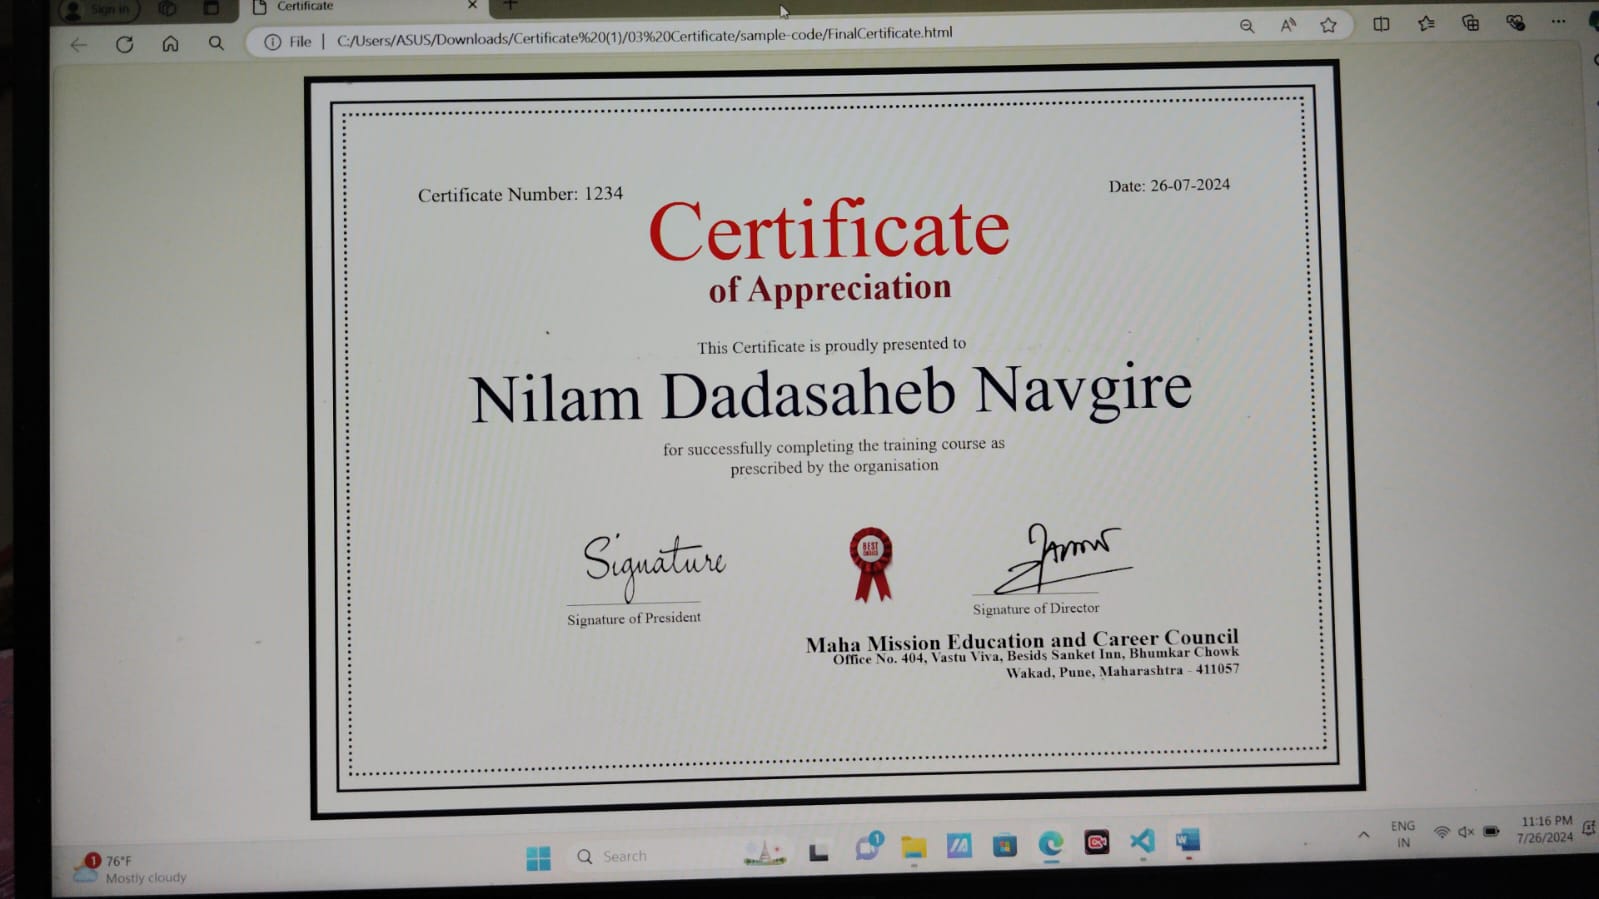 Sign in
Certificate
File | C:/Users/ASUS/Downloads/Certificate%20(1)/03%20Certificate/sample-code/FinalCertificate.html
Certificate Number: 1234
Date: 26-07-2024
Certificate
of Appreciation
This Certificate is proudly presented to
Nilam Dadasaheb Navgire
for successfully completing the training course as
prescribed by the organisation
Signature
BEST
CHOICE
Signature of President
Signature of Director
Maha Mission Education and Career Council
Office No. 404, Vastu Viva, Besids Sanket Inn, Bhumkar Chowk
Wakad, Pune, Maharashtra - 411057
1
76°F
Mostly cloudy
Search
1
ENG
IN
11:16 PM
7/26/2024